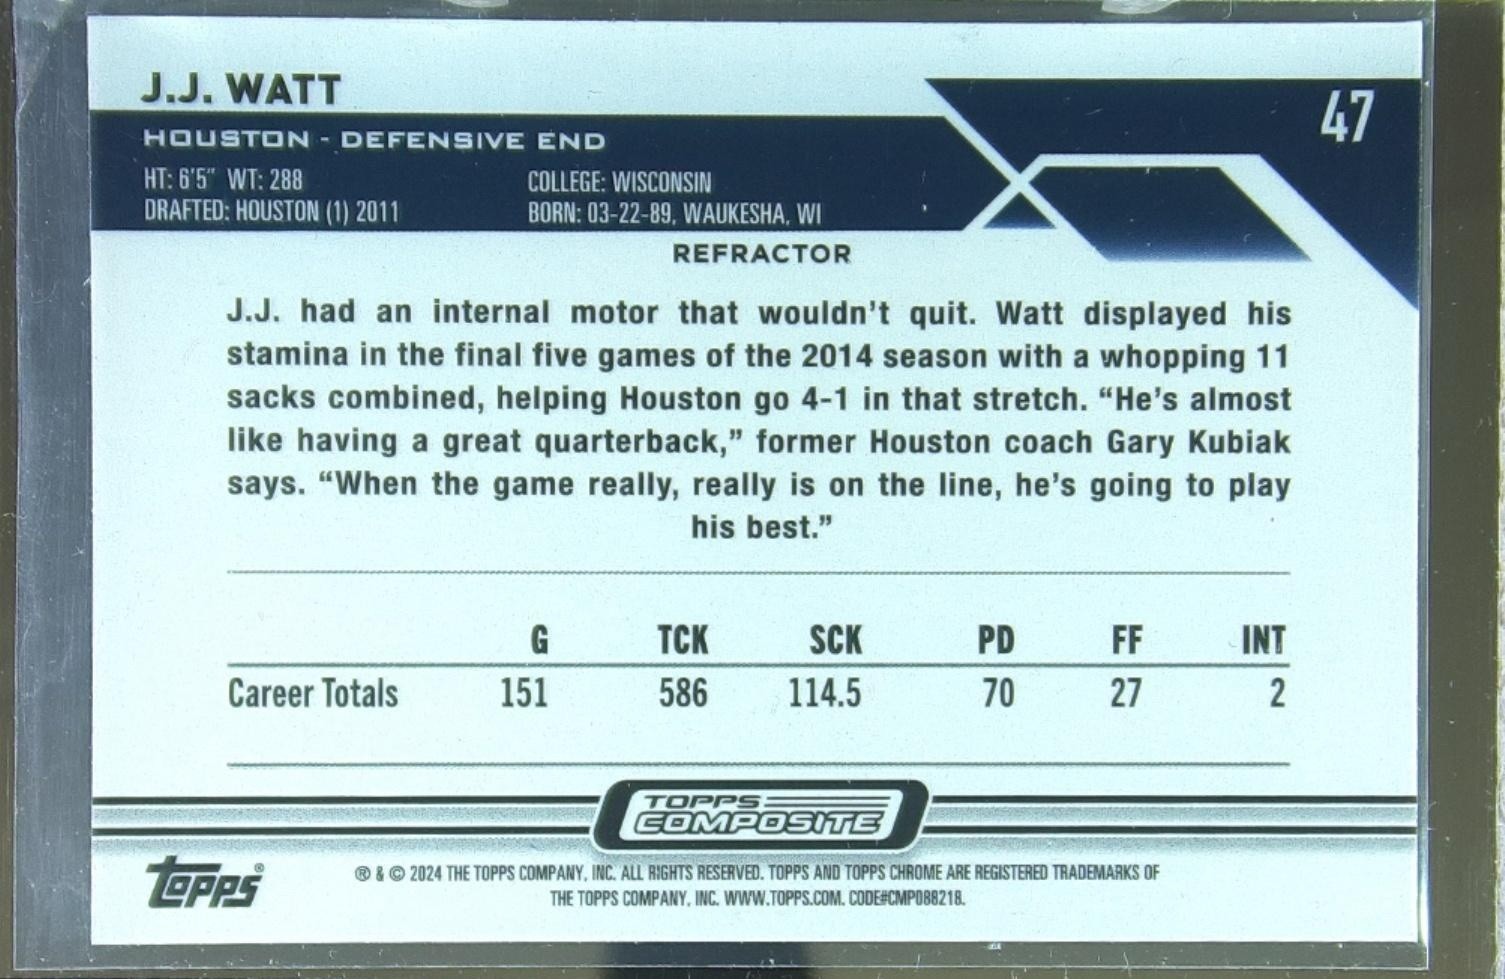 J.J. WATT
47
HOUSTON - DEFENSIVE END
HT: 6'5" WT: 288 COLLEGE: WISCONSIN
DRAFTED: HOUSTON (1) 2011 BORN: 03-22-89, WAUKESHA, WI
REFRACTOR
J.J. had an internal motor that wouldn't quit. Watt displayed his
stamina in the final five games of the 2014 season with a whopping 11
sacks combined, helping Houston go 4-1 in that stretch. “He's almost
like having a great quarterback,” former Houston coach Gary Kubiak
says. “When the game really, really is on the line, he's going to play
his best.”
G TCK SCK PD FF INT
Career Totals 151 586 114.5 70 27 2
TOPPS
COMPOSITE
Topps®
® & © 2024 THE TOPPS COMPANY, INC. ALL RIGHTS RESERVED. TOPPS AND TOPPS CHROME ARE REGISTERED TRADEMARKS OF
THE TOPPS COMPANY, INC. WWW.TOPPS.COM. CODE#CMP088218.